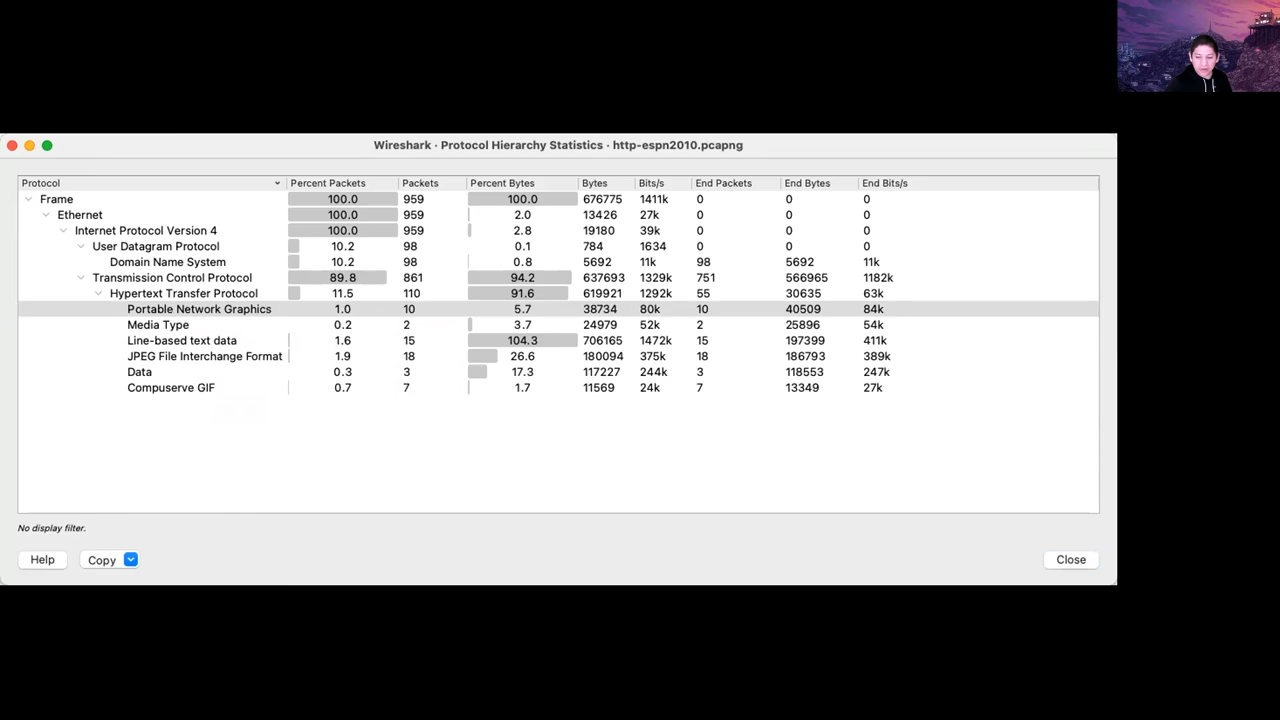 Wireshark · Protocol Hierarchy Statistics · http-espn2010.pcapng
Protocol Percent Packets Packets Percent Bytes Bytes Bits/s End Packets End Bytes End Bits/s
Frame 100.0 959 100.0 676775 1411k 0 0 0
Ethernet 100.0 959 2.0 13426 27k 0 0 0
Internet Protocol Version 4 100.0 959 2.8 19180 39k 0 0 0
User Datagram Protocol 10.2 98 0.1 784 1634 0 0 0
Domain Name System 10.2 98 0.8 5692 11k 98 5692 11k
Transmission Control Protocol 89.8 861 94.2 637693 1329k 751 566965 1182k
Hypertext Transfer Protocol 11.5 110 91.6 619921 1292k 55 30635 63k
Portable Network Graphics 1.0 10 5.7 38734 80k 10 40509 84k
Media Type 0.2 2 3.7 24979 52k 2 25896 54k
Line-based text data 1.6 15 104.3 706165 1472k 15 197399 411k
JPEG File Interchange Format 1.9 18 26.6 180094 375k 18 186793 389k
Data 0.3 3 17.3 117227 244k 3 118553 247k
Compuserve GIF 0.7 7 1.7 11569 24k 7 13349 27k
No display filter.
Help Copy Close